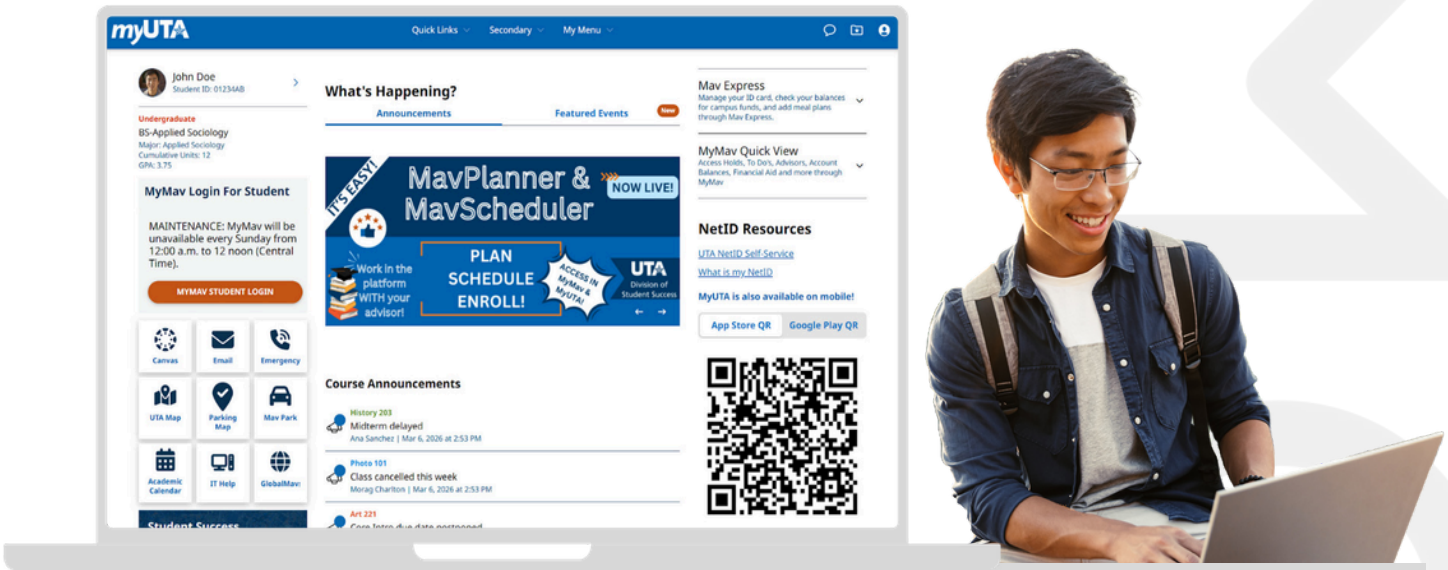 myUTA
Quick Links
Secondary
My Menu
John Doe
Student ID: 01234AB
Undergraduate
BS-Applied Sociology
Major: Applied Sociology
Cumulative Units: 12
GPA: 3.75
MyMav Login For Student
MAINTENANCE: MyMav will be
unavailable every Sunday from
12:00 a.m. to 12 noon (Central
Time).
MYMAV STUDENT LOGIN
Canvas
Email
Emergency
UTA Map
Parking
Map
Mav Park
Academic
Calendar
IT Help
GlobalMavs
Student Success
What's Happening?
Announcements
Featured Events
New
IT'S EASY!
MavPlanner &
MavScheduler
NOW LIVE!
Work in the
platform
WITH your
advisor!
PLAN
SCHEDULE
ENROLL!
ACCESS IN
MyMav &
MyUTA!
UTA
Division of
Student Success
Course Announcements
History 203
Midterm delayed
Ana Sanchez | Mar 6, 2026 at 2:53 PM
Photo 101
Class cancelled this week
Morag Charlton | Mar 6, 2026 at 2:53 PM
Art 221
Core Intro due date postponed
Mav Express
Manage your ID card, check your balances
for campus funds, and add meal plans
through Mav Express.
MyMav Quick View
Access Holds, To Do's, Advisors, Account
Balances, Financial Aid and more through
MyMav
NetID Resources
UTA NetID Self-Service
What is my NetID
MyUTA is also available on mobile!
App Store QR
Google Play QR